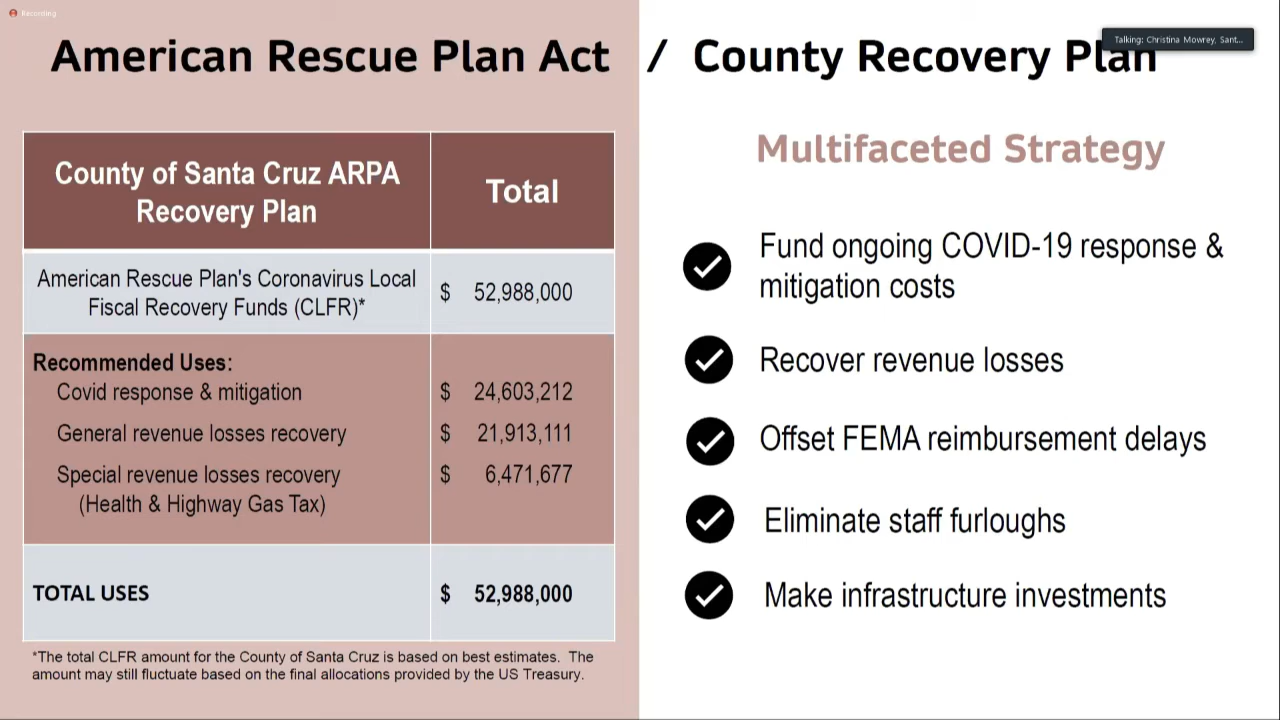 Recording
Talking: Christina Mowrey, Sant...
American Rescue Plan Act / County Recovery Plan
County of Santa Cruz ARPA
Recovery Plan
Total
American Rescue Plan's Coronavirus Local
Fiscal Recovery Funds (CLFR)*
$ 52,988,000
Recommended Uses:
Covid response & mitigation $ 24,603,212
General revenue losses recovery $ 21,913,111
Special revenue losses recovery $ 6,471,677
(Health & Highway Gas Tax)
TOTAL USES $ 52,988,000
*The total CLFR amount for the County of Santa Cruz is based on best estimates. The
amount may still fluctuate based on the final allocations provided by the US Treasury.
Multifaceted Strategy
Fund ongoing COVID-19 response &
mitigation costs
Recover revenue losses
Offset FEMA reimbursement delays
Eliminate staff furloughs
Make infrastructure investments